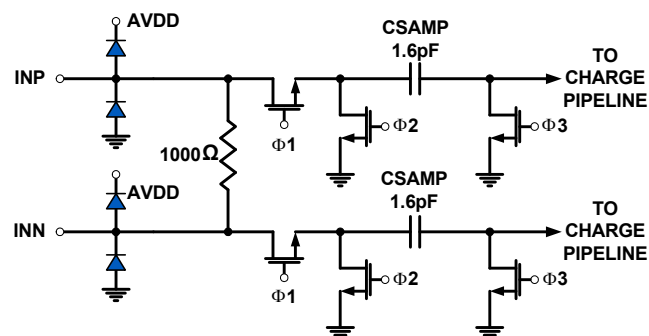 AVDD
CSAMP
1.6pF
TO
CHARGE
PIPELINE
INP
Φ1
Φ2
Φ3
1000Ω
AVDD
CSAMP
1.6pF
TO
CHARGE
PIPELINE
INN
Φ1
Φ2
Φ3